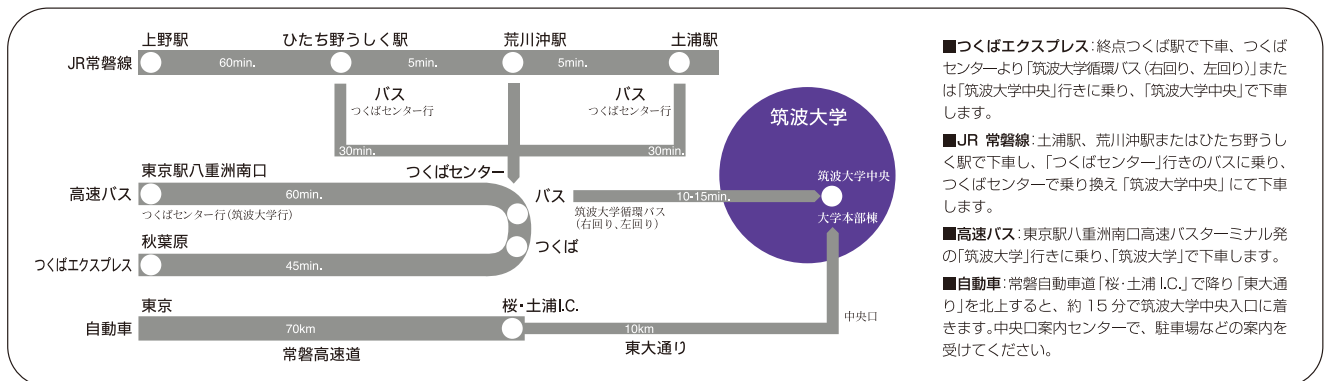 上野駅 ひたち野うしく駅 荒川沖駅 土浦駅
JR常磐線 60min. 5min. 5min.
バス バス
つくばセンター行 つくばセンター行
30min. 30min.
筑波大学
東京駅八重洲南口 つくばセンター
高速バス 60min.
つくばセンター行(筑波大学行)
バス 10-15min.
筑波大学循環バス
(右回り、左回り)
筑波大学中央
大学本部棟
秋葉原 つくば
つくばエクスプレス 45min.
東京 桜・土浦I.C.
自動車 70km 10km
常磐高速道 東大通り
中央口
■つくばエクスプレス:終点つくば駅で下車、つくば
センターより「筑波大学循環バス(右回り、左回り)」また
は「筑波大学中央」行きに乗り、「筑波大学中央」で下車
します。
■JR 常磐線:土浦駅、荒川沖駅またはひたち野うし
く駅で下車し、「つくばセンター」行きのバスに乗り、
つくばセンターで乗り換え「筑波大学中央」にて下車
します。
■高速バス:東京駅八重洲南口高速バスターミナル発
の「筑波大学」行きに乗り、「筑波大学」で下車します。
■自動車:常磐自動車道「桜・土浦 I.C.」で降り「東大通
り」を北上すると、約 15 分で筑波大学中央入口に着
きます。中央口案内センターで、駐車場などの案内を
受けてください。